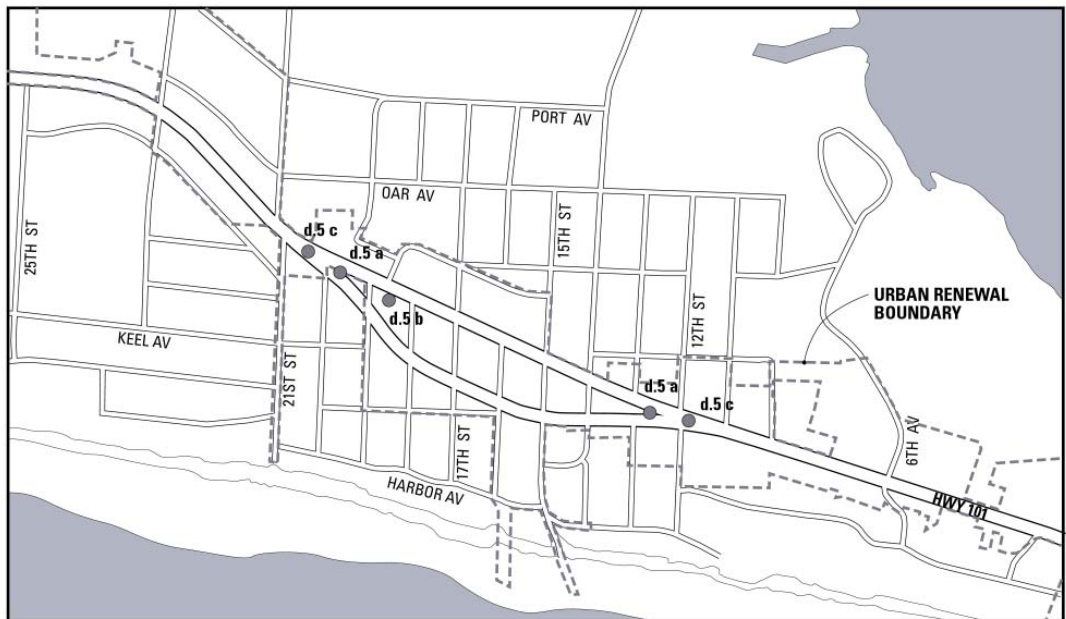 PORT AV
OAR AV
15TH ST
d.5 c
d.5 a
25TH ST
d.5 b
URBAN RENEWAL
BOUNDARY
12TH ST
KEEL AV
21ST ST
d.5 a
d.5 c
17TH ST
6TH AV
HARBOR AV
HWY 101